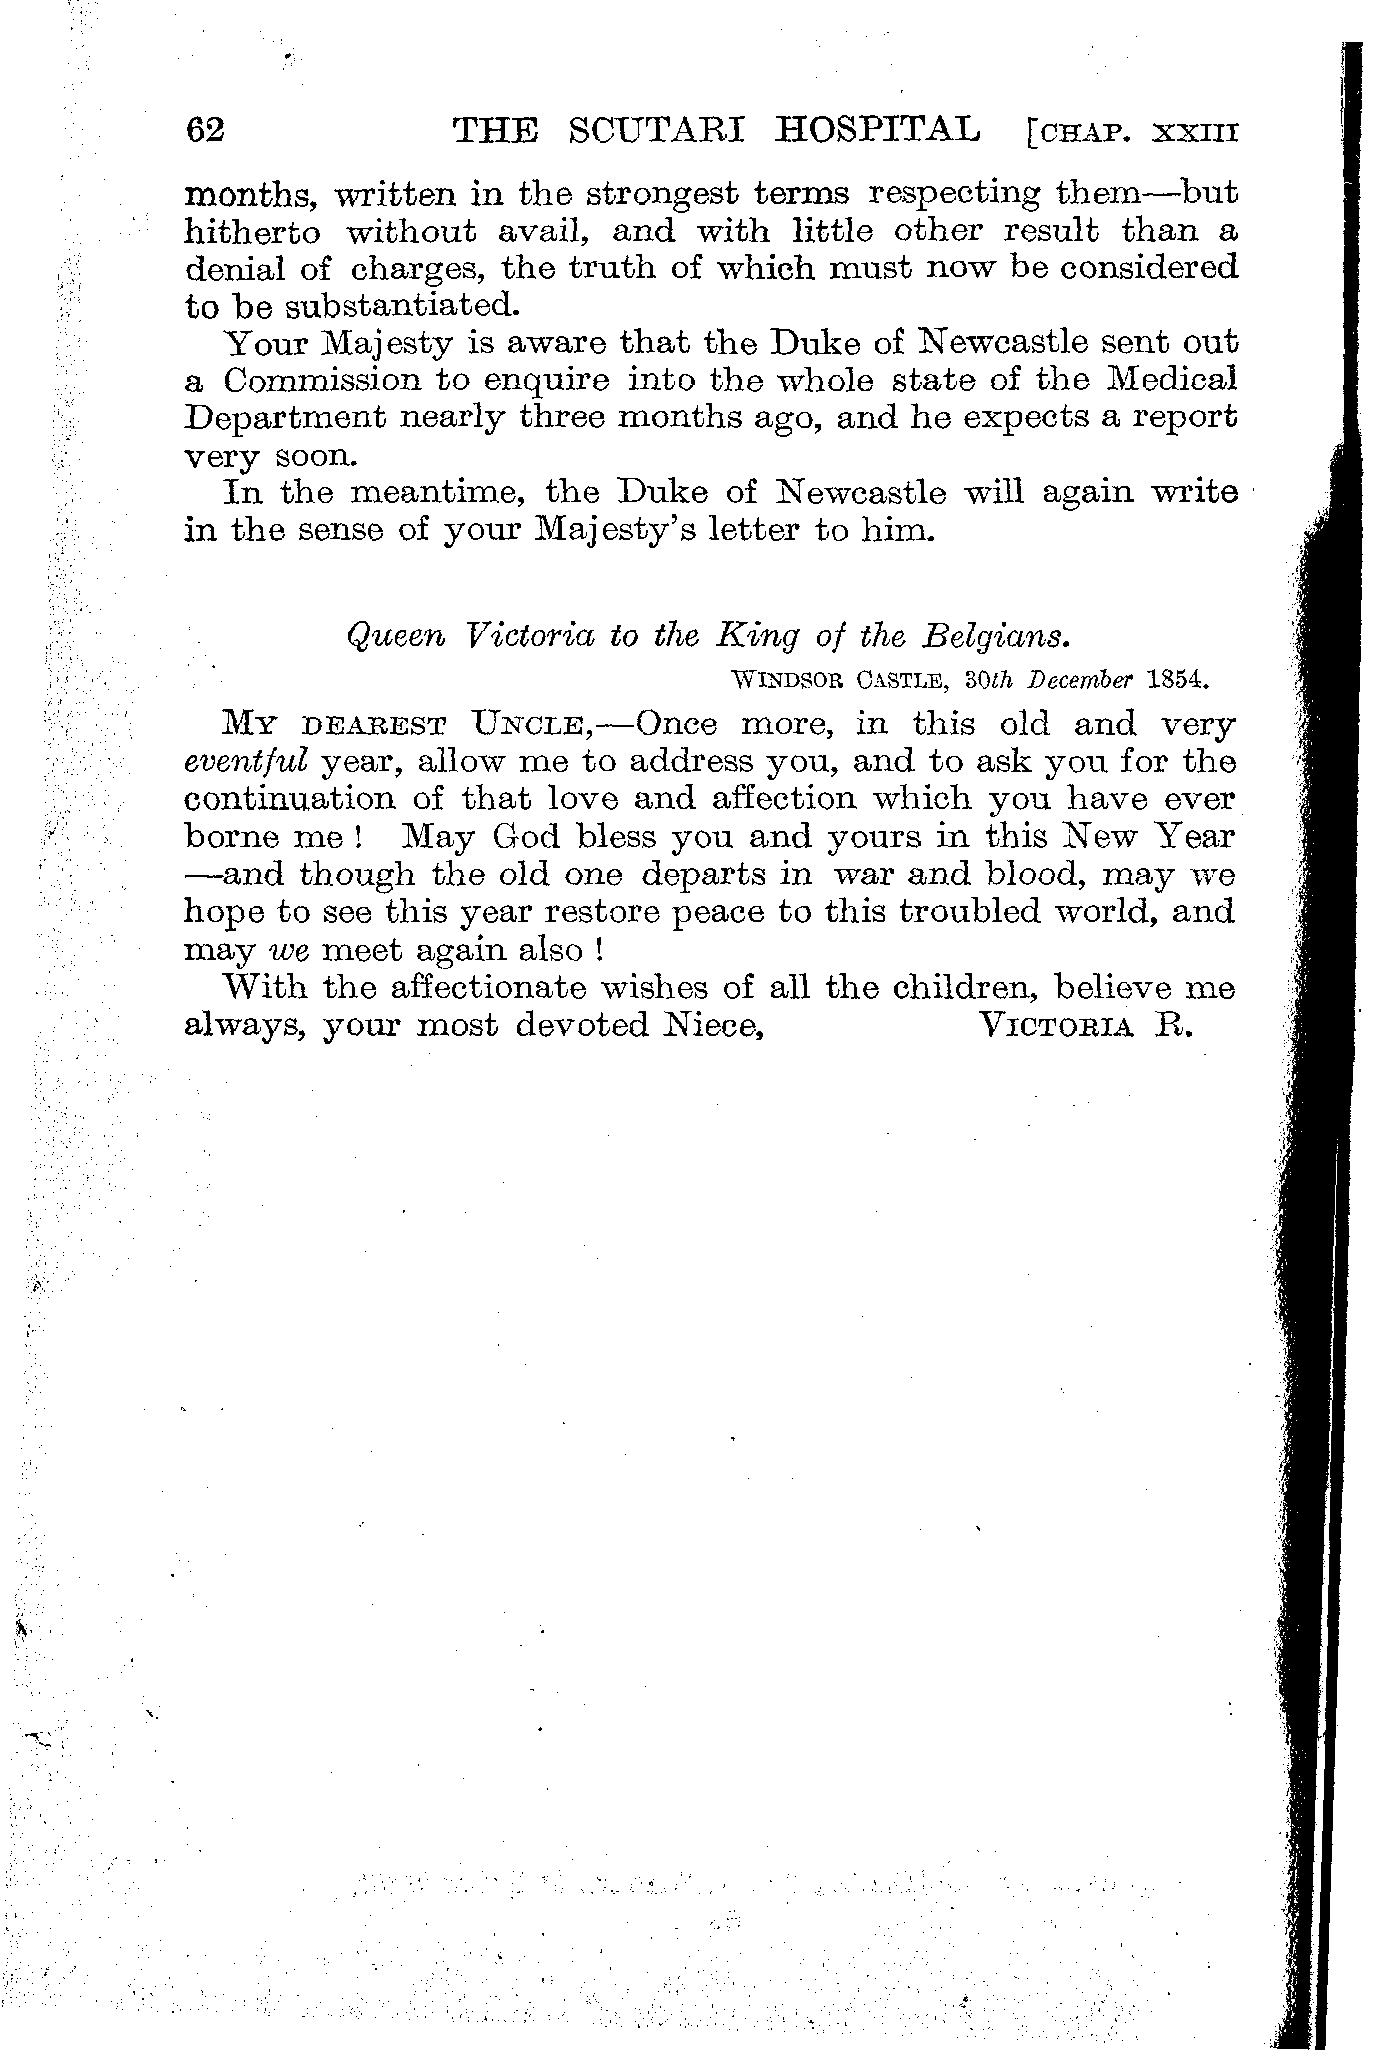 62 THE SCUTARI HOSPITAL [CHAP. XXIII
months, written in the strongest terms respecting them—but
hitherto without avail, and with little other result than a
denial of charges, the truth of which must now be considered
to be substantiated.
Your Majesty is aware that the Duke of Newcastle sent out
a Commission to enquire into the whole state of the Medical
Department nearly three months ago, and he expects a report
very soon.
In the meantime, the Duke of Newcastle will again write
in the sense of your Majesty's letter to him.
Queen Victoria to the King of the Belgians.
WINDSOR CASTLE, 30th December 1854.
MY DEAREST UNCLE,—Once more, in this old and very
eventful year, allow me to address you, and to ask you for the
continuation of that love and affection which you have ever
borne me ! May God bless you and yours in this New Year
—and though the old one departs in war and blood, may we
hope to see this year restore peace to this troubled world, and
may we meet again also !
With the affectionate wishes of all the children, believe me
always, your most devoted Niece, VICTORIA R.